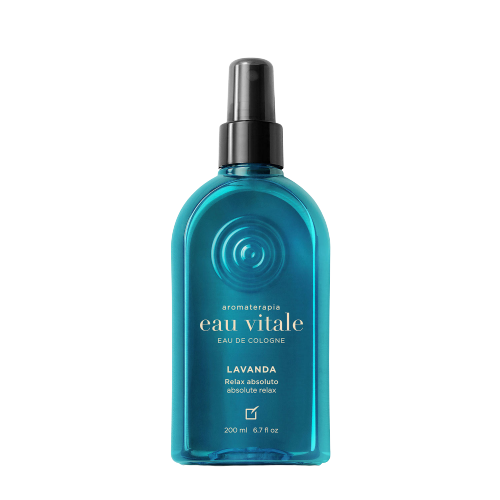 aromaterapia
eau vitale
EAU DE COLOGNE
LAVANDA
Relax absoluto
absolute relax
200 ml 6.7 fl oz